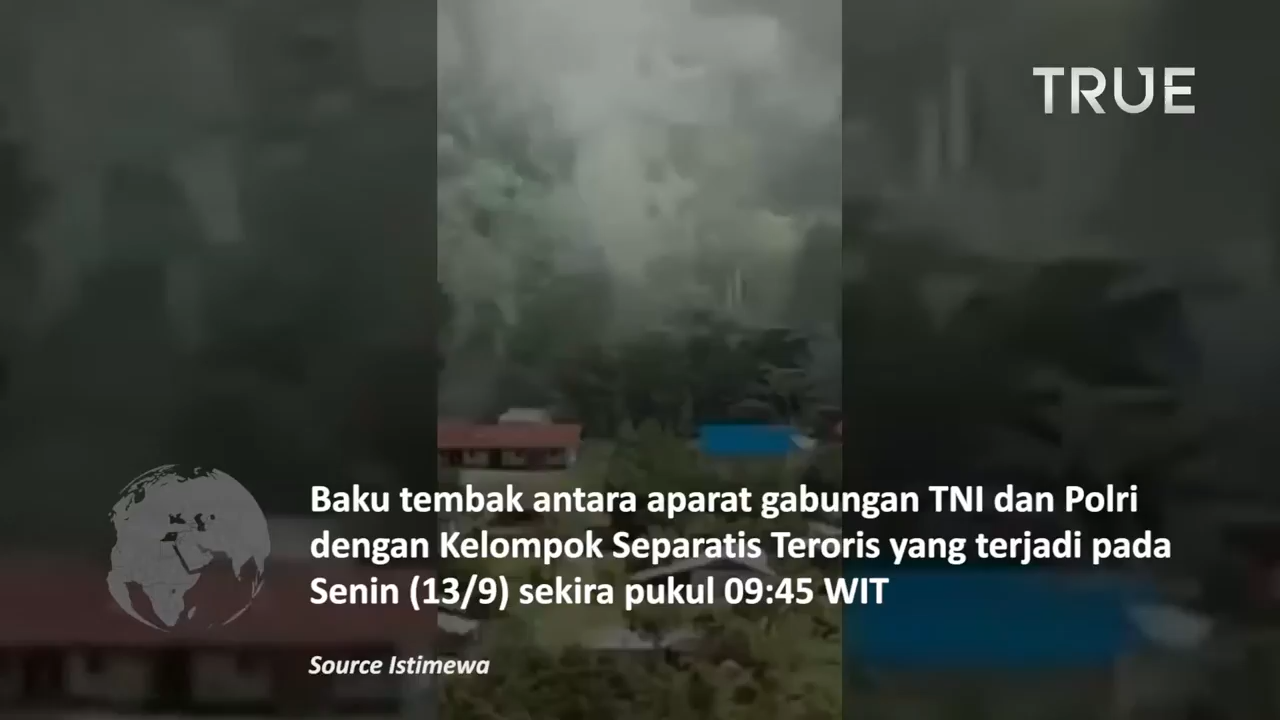 TRUE
Baku tembak antara aparat gabungan TNI dan Polri
dengan Kelompok Separatis Teroris yang terjadi pada
Senin (13/9) sekira pukul 09:45 WIT
Source Istimewa